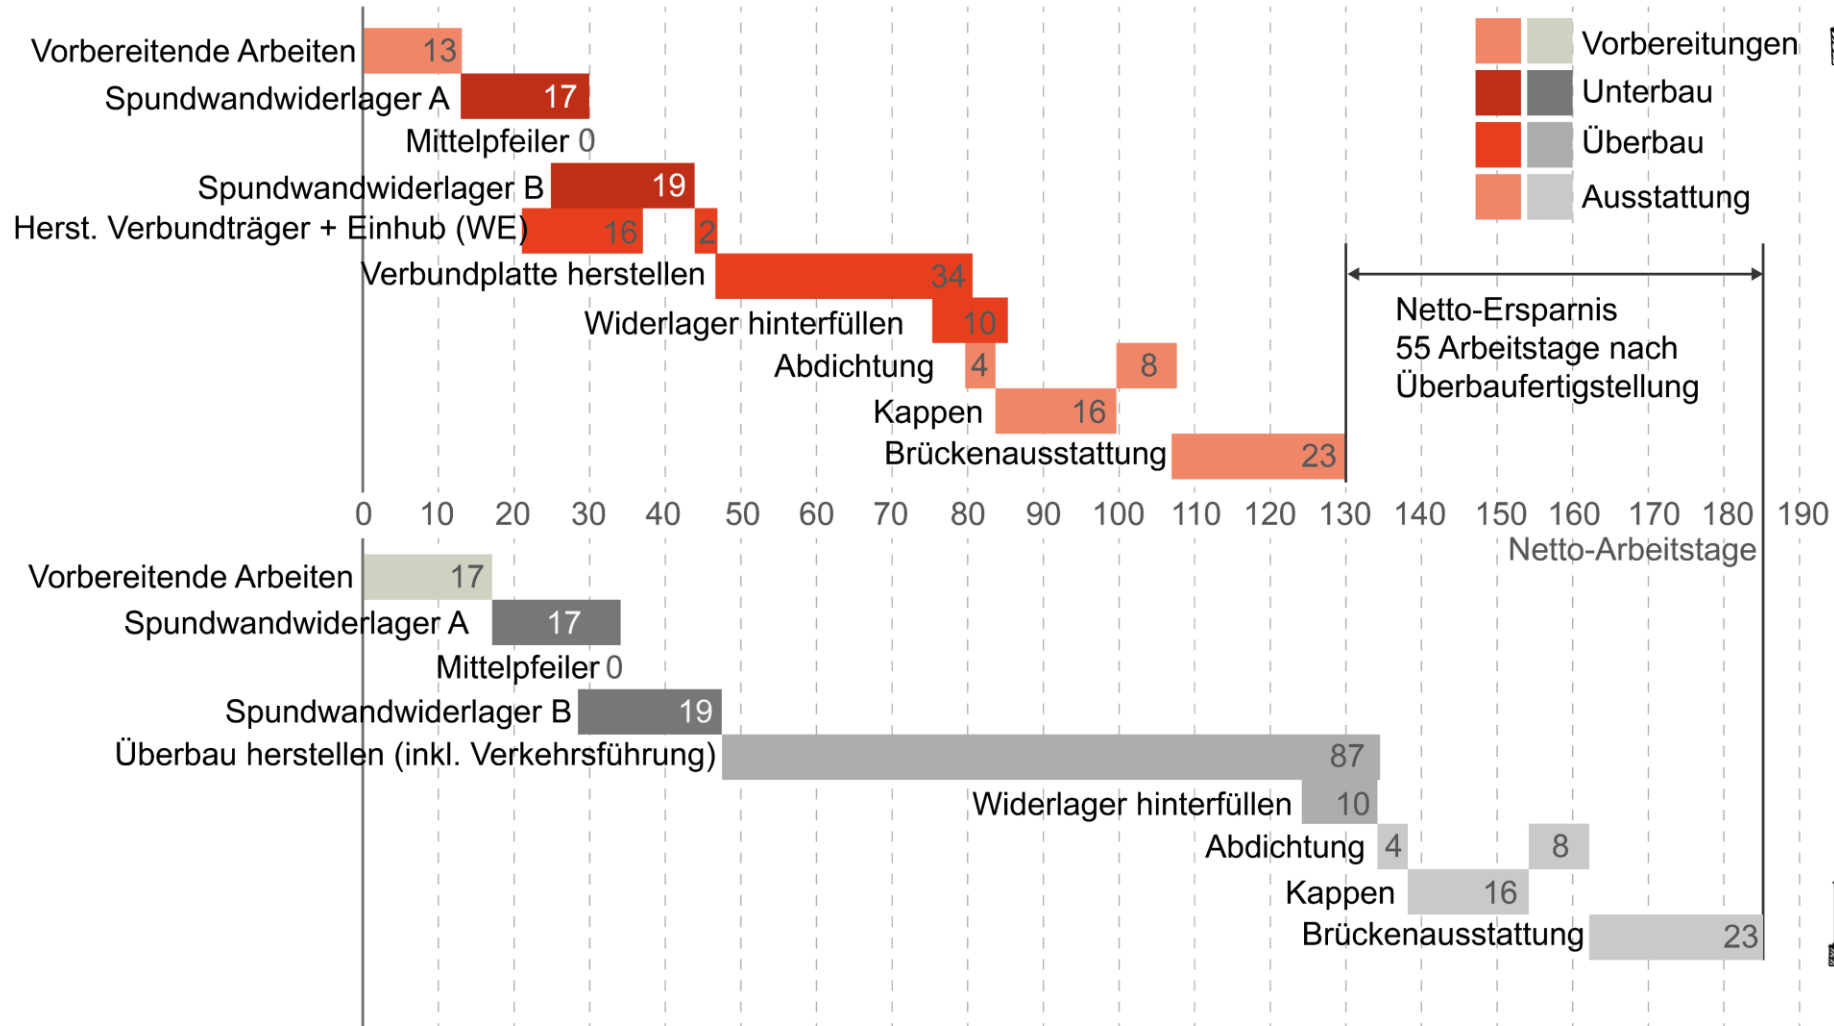 Vorbereitende Arbeiten 13
Spundwandwiderlager A 17
Mittelpfeiler 0
Spundwandwiderlager B 19
Herst. Verbundträger + Einhub (WE) 16 2
Verbundplatte herstellen 34
Widerlager hinterfüllen 10
Abdichtung 4 8
Kappen 16
Brückenausstattung 23
Vorbereitungen
Unterbau
Überbau
Ausstattung
Netto-Ersparnis
55 Arbeitstage nach
Überbaufertigstellung
0 10 20 30 40 50 60 70 80 90 100 110 120 130 140 150 160 170 180 190
Netto-Arbeitstage
Vorbereitende Arbeiten 17
Spundwandwiderlager A 17
Mittelpfeiler 0
Spundwandwiderlager B 19
Überbau herstellen (inkl. Verkehrsführung) 87
Widerlager hinterfüllen 10
Abdichtung 4 8
Kappen 16
Brückenausstattung 23